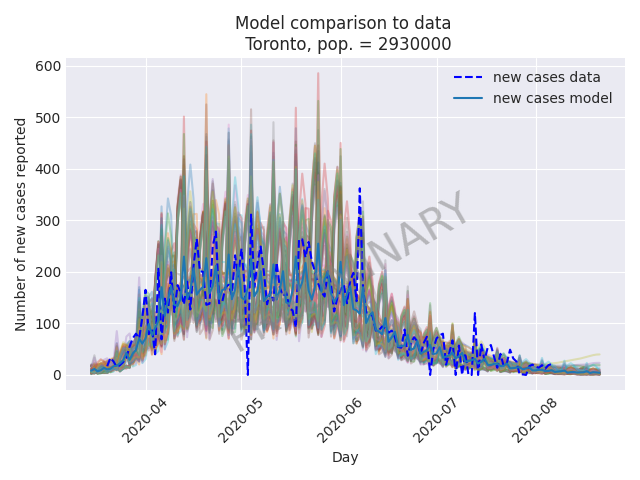 Model comparison to data
Toronto, pop. = 2930000
new cases data
new cases model
Number of new cases reported
600
500
400
300
200
100
0
2020-04
2020-05
2020-06
2020-07
2020-08
Day